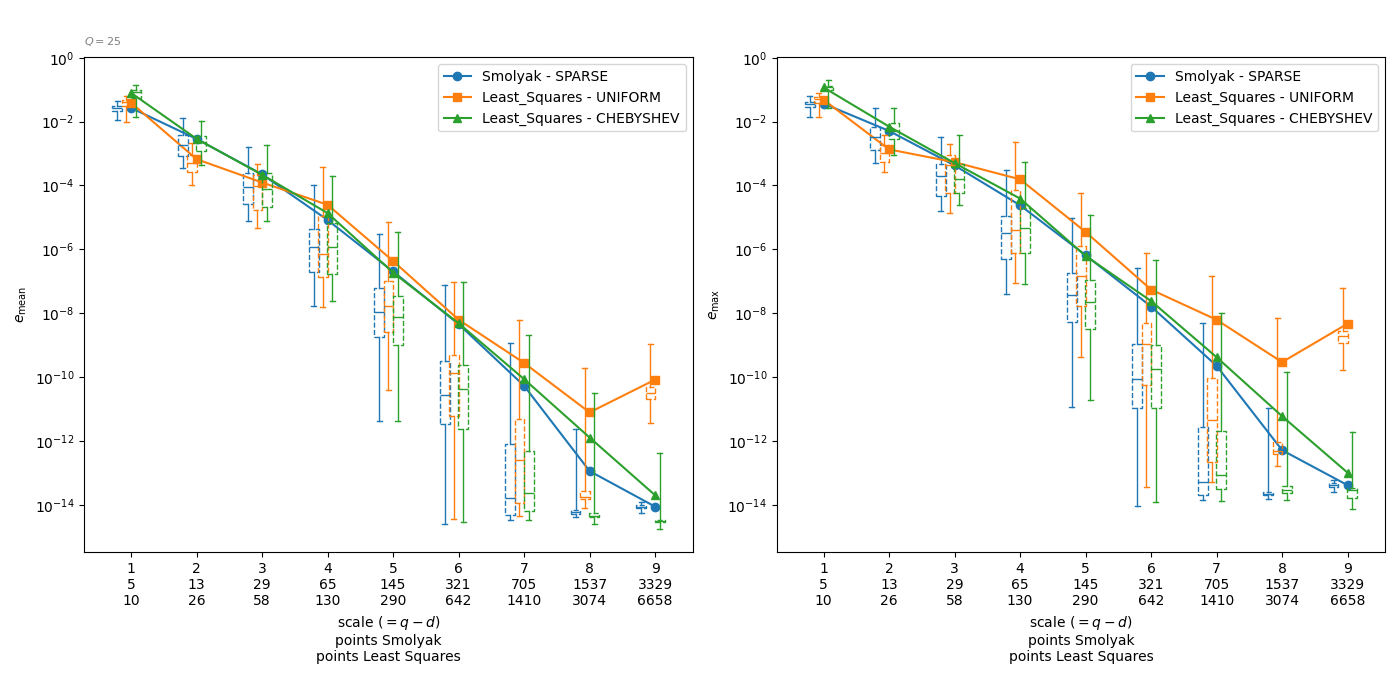 Q = 25
10^0
10^-2
10^-4
10^-6
10^-8
10^-10
10^-12
10^-14
e_mean
Smolyak - SPARSE
Least_Squares - UNIFORM
Least_Squares - CHEBYSHEV
1 2 3 4 5 6 7 8 9
5 13 29 65 145 321 705 1537 3329
10 26 58 130 290 642 1410 3074 6658
scale (= q − d)
points Smolyak
points Least Squares
10^0
10^-2
10^-4
10^-6
10^-8
10^-10
10^-12
10^-14
e_max
Smolyak - SPARSE
Least_Squares - UNIFORM
Least_Squares - CHEBYSHEV
1 2 3 4 5 6 7 8 9
5 13 29 65 145 321 705 1537 3329
10 26 58 130 290 642 1410 3074 6658
scale (= q − d)
points Smolyak
points Least Squares